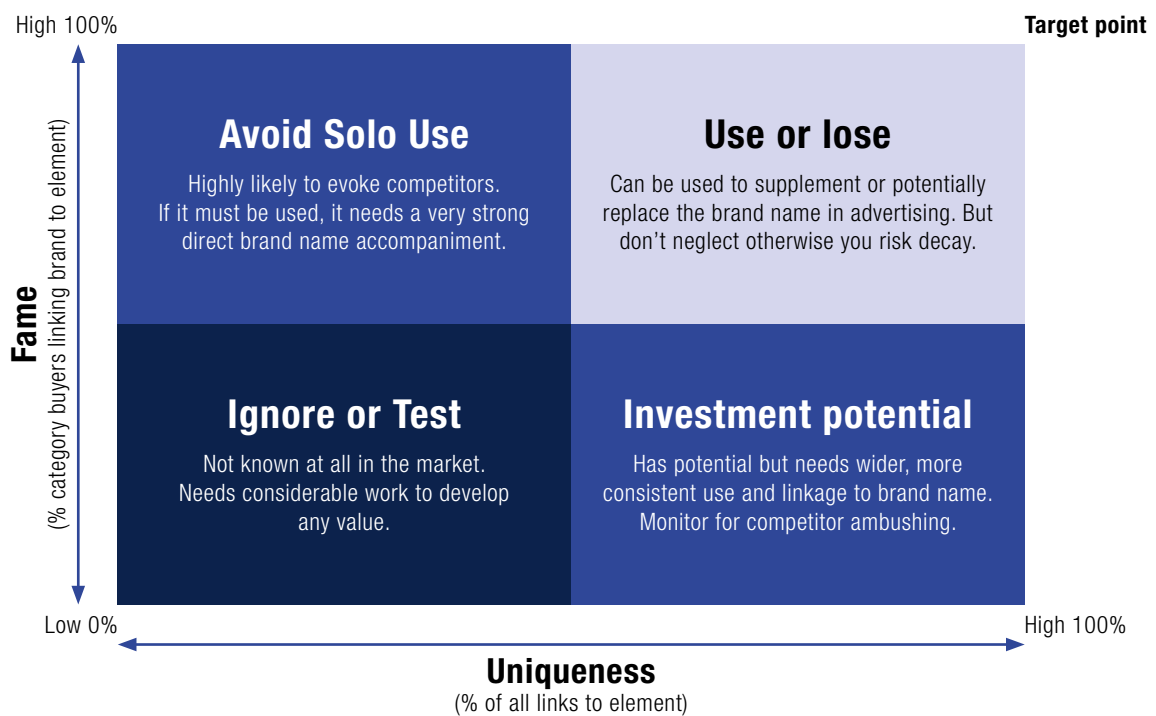 High 100%
Target point
Avoid Solo Use
Highly likely to evoke competitors.
If it must be used, it needs a very strong
direct brand name accompaniment.
Use or lose
Can be used to supplement or potentially
replace the brand name in advertising. But
don’t neglect otherwise you risk decay.
Fame
(% category buyers linking brand to element)
Ignore or Test
Not known at all in the market.
Needs considerable work to develop
any value.
Investment potential
Has potential but needs wider, more
consistent use and linkage to brand name.
Monitor for competitor ambushing.
Low 0%
High 100%
Uniqueness
(% of all links to element)